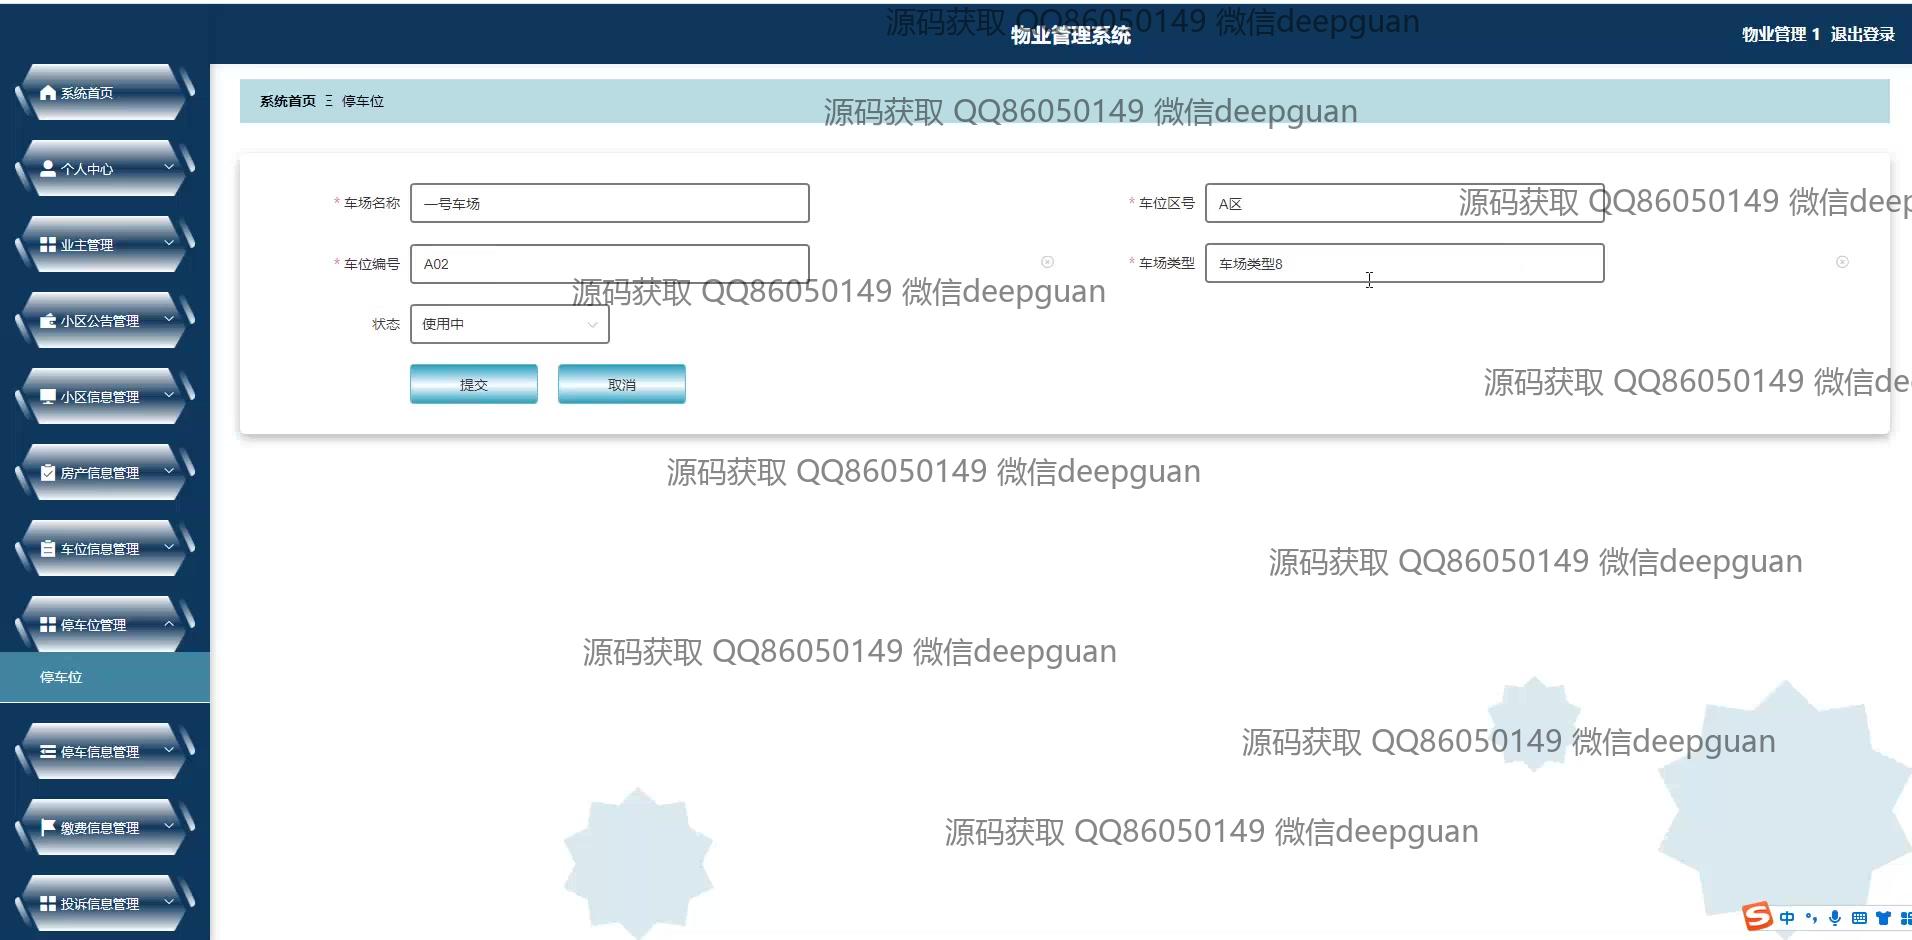 源码获取 QQ86050149 微信deepguan
物业管理系统
物业管理 1 退出登录
系统首页
个人中心
业主管理
小区公告管理
小区信息管理
房产信息管理
车位信息管理
停车位管理
停车位
停车信息管理
缴费信息管理
投诉信息管理
系统首页 Ξ 停车位
源码获取 QQ86050149 微信deepguan
* 车场名称 一号车场
* 车位区号 A区
源码获取 QQ86050149 微信deep
* 车位编号 A02
* 车场类型 车场类型8
源码获取 QQ86050149 微信deepguan
状态 使用中
提交 取消
源码获取 QQ86050149 微信de
源码获取 QQ86050149 微信deepguan
源码获取 QQ86050149 微信deepguan
源码获取 QQ86050149 微信deepguan
源码获取 QQ86050149 微信deepguan
源码获取 QQ86050149 微信deepguan
S 中